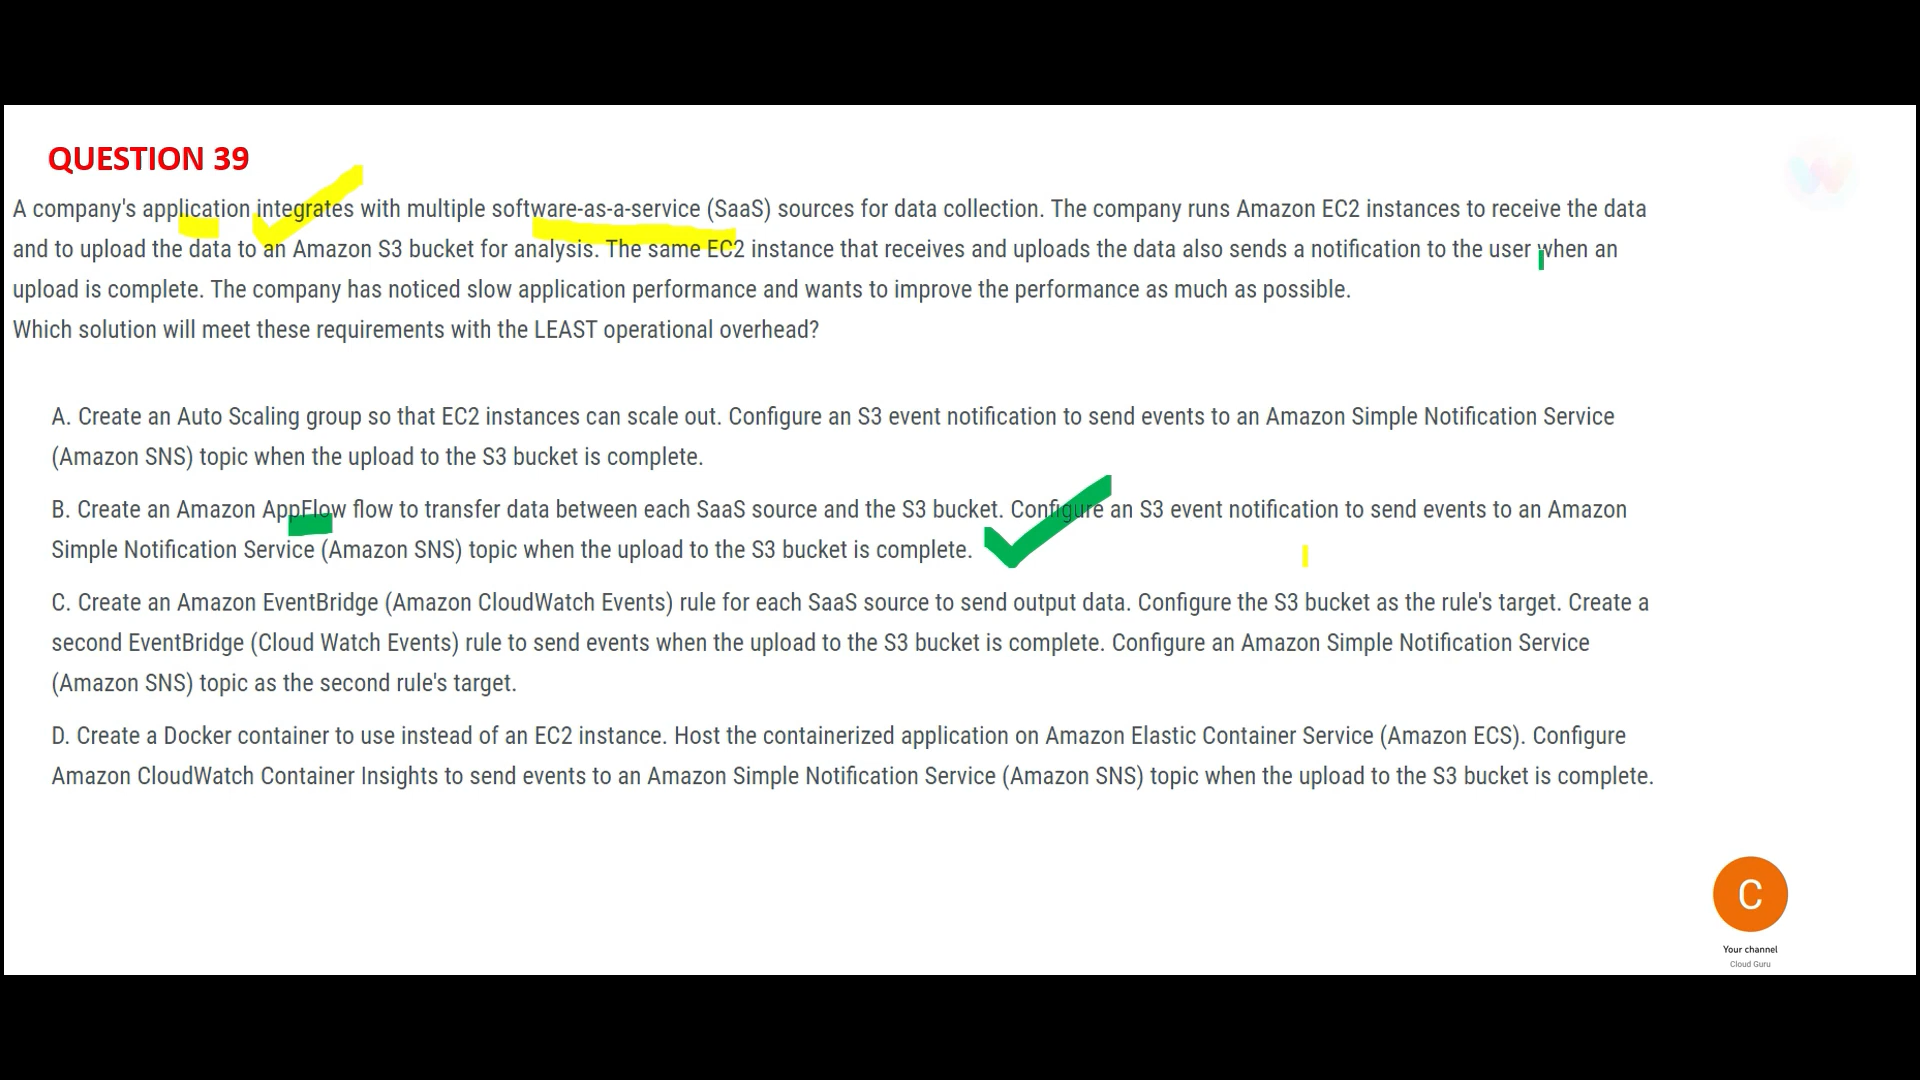 QUESTION 39
A company's application integrates with multiple software-as-a-service (SaaS) sources for data collection. The company runs Amazon EC2 instances to receive the data
and to upload the data to an Amazon S3 bucket for analysis. The same EC2 instance that receives and uploads the data also sends a notification to the user when an
upload is complete. The company has noticed slow application performance and wants to improve the performance as much as possible.
Which solution will meet these requirements with the LEAST operational overhead?
A. Create an Auto Scaling group so that EC2 instances can scale out. Configure an S3 event notification to send events to an Amazon Simple Notification Service
(Amazon SNS) topic when the upload to the S3 bucket is complete.
B. Create an Amazon AppFlow flow to transfer data between each SaaS source and the S3 bucket. Configure an S3 event notification to send events to an Amazon
Simple Notification Service (Amazon SNS) topic when the upload to the S3 bucket is complete.
C. Create an Amazon EventBridge (Amazon CloudWatch Events) rule for each SaaS source to send output data. Configure the S3 bucket as the rule's target. Create a
second EventBridge (Cloud Watch Events) rule to send events when the upload to the S3 bucket is complete. Configure an Amazon Simple Notification Service
(Amazon SNS) topic as the second rule's target.
D. Create a Docker container to use instead of an EC2 instance. Host the containerized application on Amazon Elastic Container Service (Amazon ECS). Configure
Amazon CloudWatch Container Insights to send events to an Amazon Simple Notification Service (Amazon SNS) topic when the upload to the S3 bucket is complete.
C
Your channel
Cloud Guru